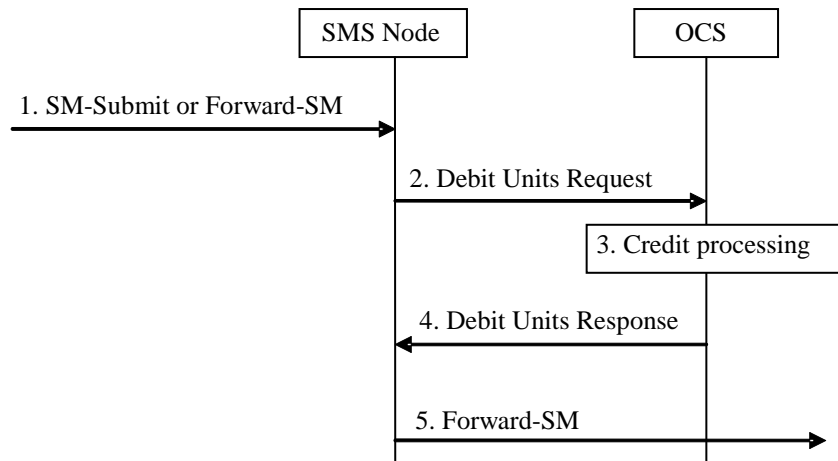 SMS Node
OCS
1. SM-Submit or Forward-SM
2. Debit Units Request
3. Credit processing
4. Debit Units Response
5. Forward-SM